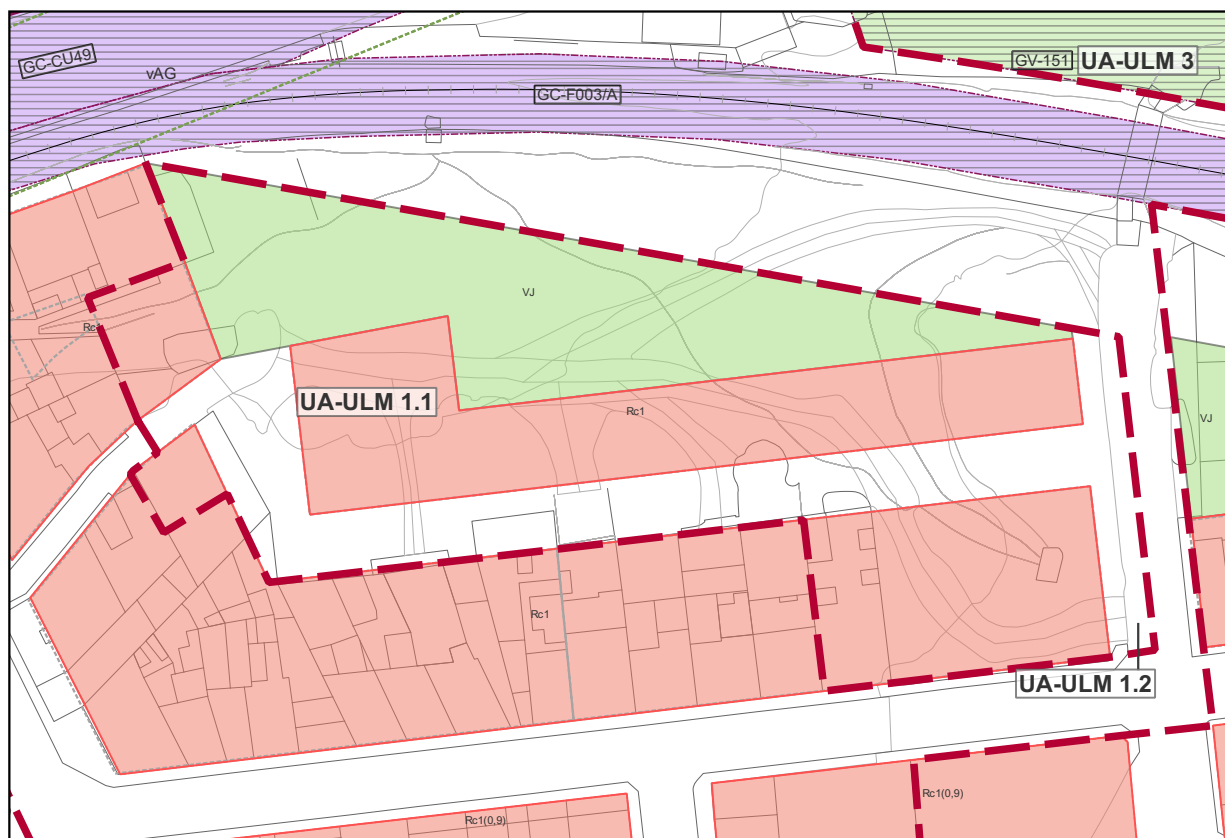 GC-CU49
vAG
GV-151
UA-ULM 3
GC-F003/A
VJ
UA-ULM 1.1
Rc1
VJ
Rc1
UA-ULM 1.2
Rc1(0,9)
Rc1(0,9)